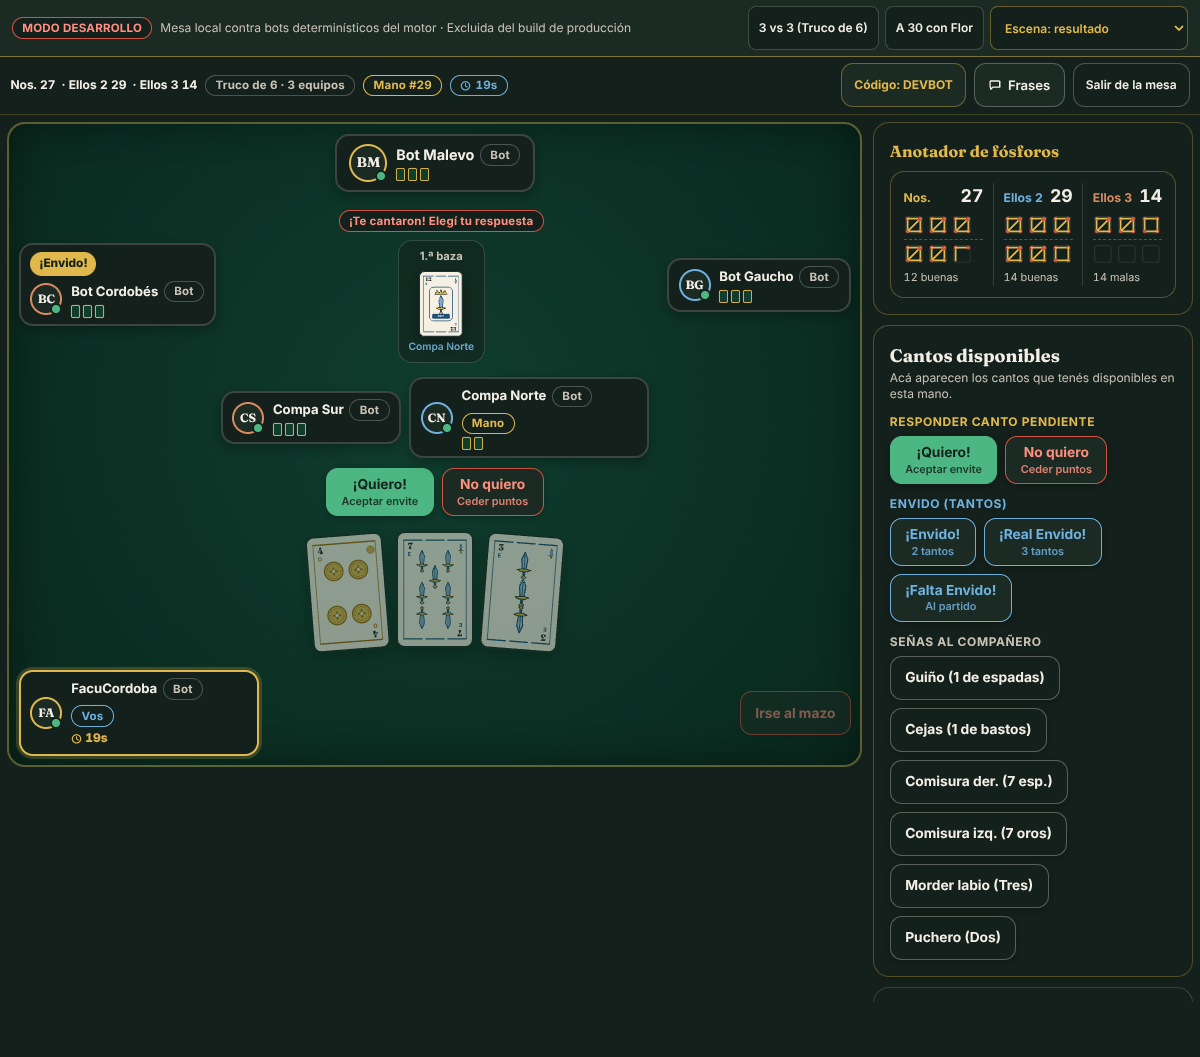 MODO DESARROLLO Mesa local contra bots determinísticos del motor · Excluida del build de producción 3 vs 3 (Truco de 6) A 30 con Flor Escena: resultado
Nos. 27 · Ellos 2 29 · Ellos 3 14 Truco de 6 · 3 equipos Mano #29 19s Código: DEVBOT Frases Salir de la mesa
BM Bot Malevo Bot
¡Te cantaron! Elegí tu respuesta
¡Envido!
BC Bot Cordobés Bot
1.ª baza
Compa Norte
BG Bot Gaucho Bot
CS Compa Sur Bot
CN Compa Norte Bot
Mano
¡Quiero!
Aceptar envite
No quiero
Ceder puntos
4
O
7
E
3
E
FA FacuCordoba Bot
Vos
19s
Irse al mazo
Anotador de fósforos
Nos. 27 Ellos 2 29 Ellos 3 14
12 buenas 14 buenas 14 malas
Cantos disponibles
Acá aparecen los cantos que tenés disponibles en
esta mano.
RESPONDER CANTO PENDIENTE
¡Quiero!
Aceptar envite
No quiero
Ceder puntos
ENVIDO (TANTOS)
¡Envido!
2 tantos
¡Real Envido!
3 tantos
¡Falta Envido!
Al partido
SEÑAS AL COMPAÑERO
Guiño (1 de espadas)
Cejas (1 de bastos)
Comisura der. (7 esp.)
Comisura izq. (7 oros)
Morder labio (Tres)
Puchero (Dos)